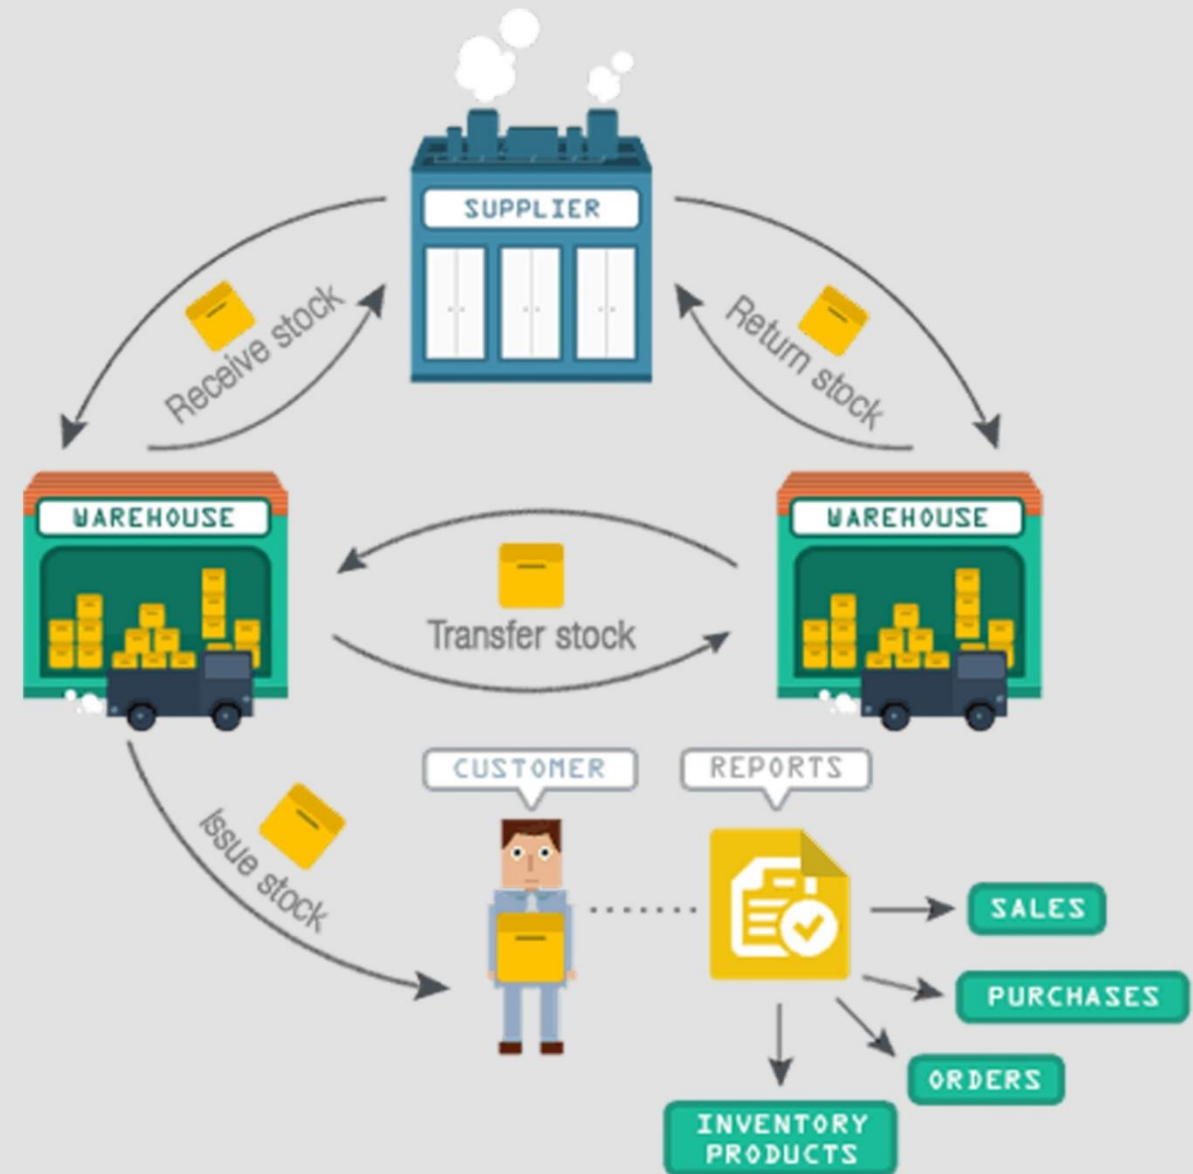 SUPPLIER
Receive stock
Return stock
WAREHOUSE
WAREHOUSE
Transfer stock
CUSTOMER
REPORTS
Issue stock
SALES
PURCHASES
ORDERS
INVENTORY
PRODUCTS